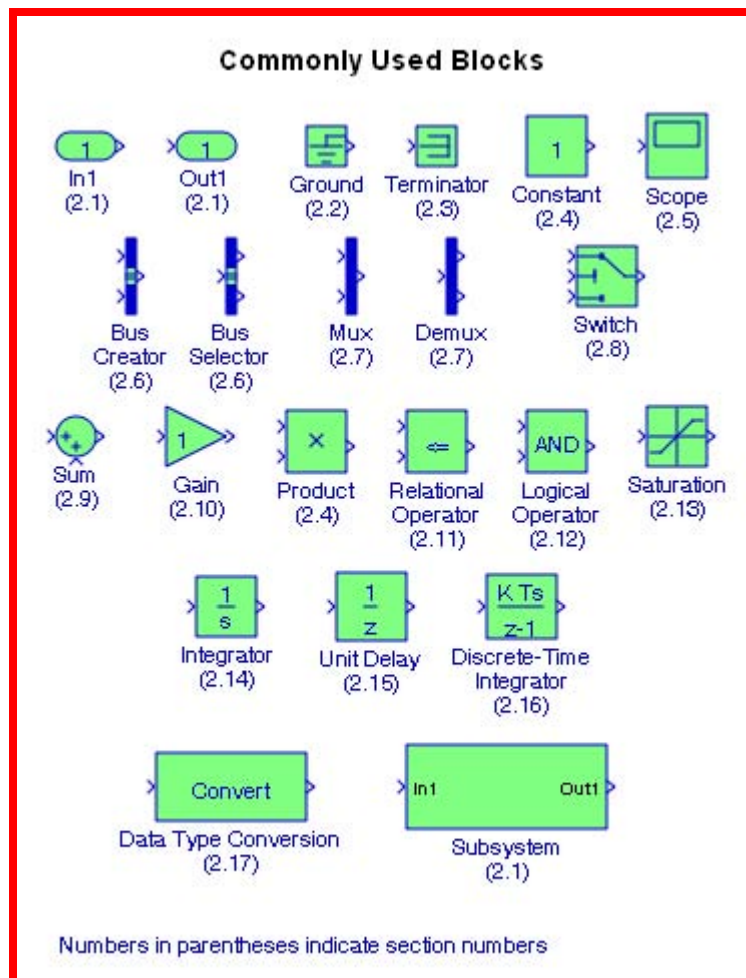 Commonly Used Blocks
1 1 1
In1 Out1 Ground Terminator Constant Scope
(2.1) (2.1) (2.2) (2.3) (2.4) (2.5)
Bus Bus Mux Demux Switch
Creator Selector (2.7) (2.7) (2.8)
(2.6) (2.6)
1 × <= AND
Sum Gain Product Relational Logical Saturation
(2.9) (2.10) (2.4) Operator Operator (2.13)
(2.11) (2.12)
1 1 K Ts
s z z-1
Integrator Unit Delay Discrete-Time
(2.14) (2.15) Integrator
(2.16)
Convert In1 Out1
Data Type Conversion Subsystem
(2.17) (2.1)
Numbers in parentheses indicate section numbers